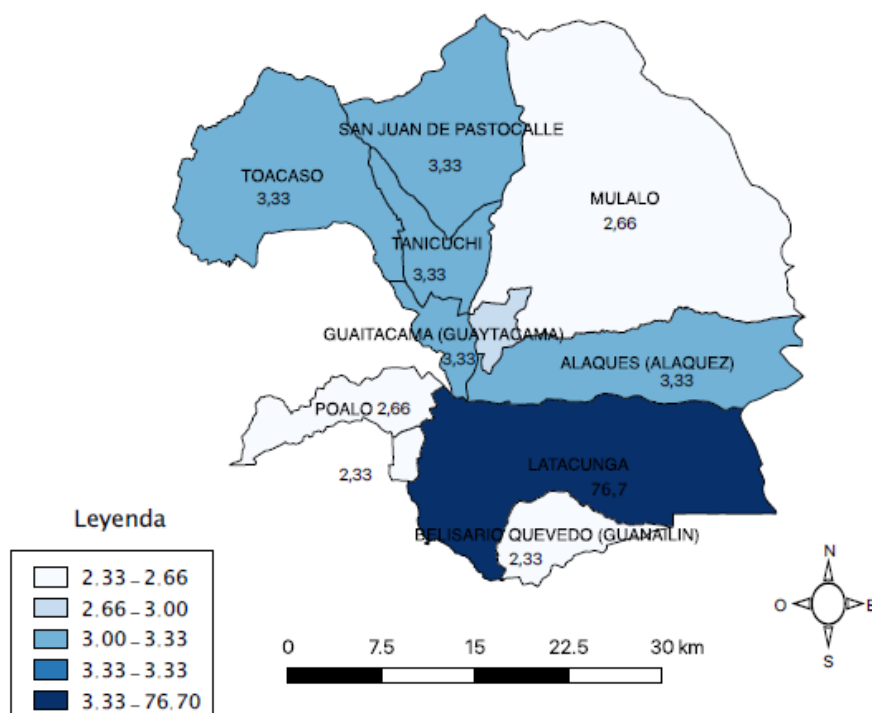 SAN JUAN DE PASTOCALLE
3,33
TOACASO
3,33
MULALO
2,66
TANICUCHI
3,33
GUAITACAMA (GUAYTACAMA)
3,33
ALAQUES (ALAQUEZ)
3,33
POALO 2,66
2,33
LATACUNGA
76,7
BELISARIO QUEVEDO (GUANAILIN)
2,33
Leyenda
2.33 – 2.66
2.66 – 3.00
3.00 – 3.33
3.33 – 3.33
3.33 – 76.70
0 7.5 15 22.5 30 km
N
O E
S